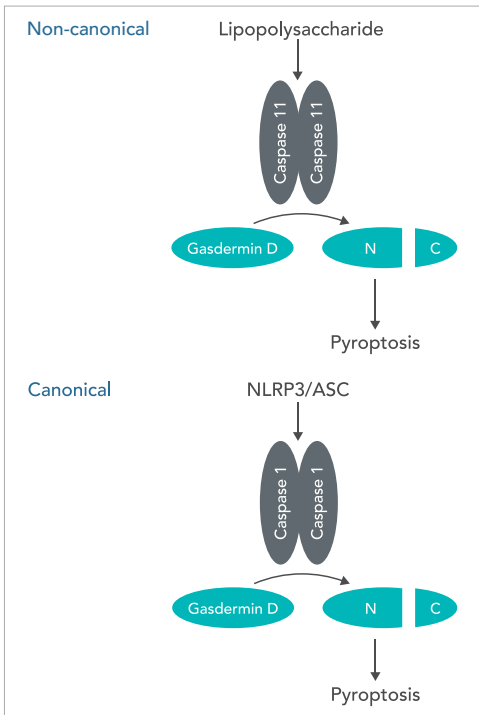 Non-canonical
Lipopolysaccharide
Caspase 11
Caspase 11
Gasdermin D
N
C
Pyroptosis
Canonical
NLRP3/ASC
Caspase 1
Caspase 1
Gasdermin D
N
C
Pyroptosis